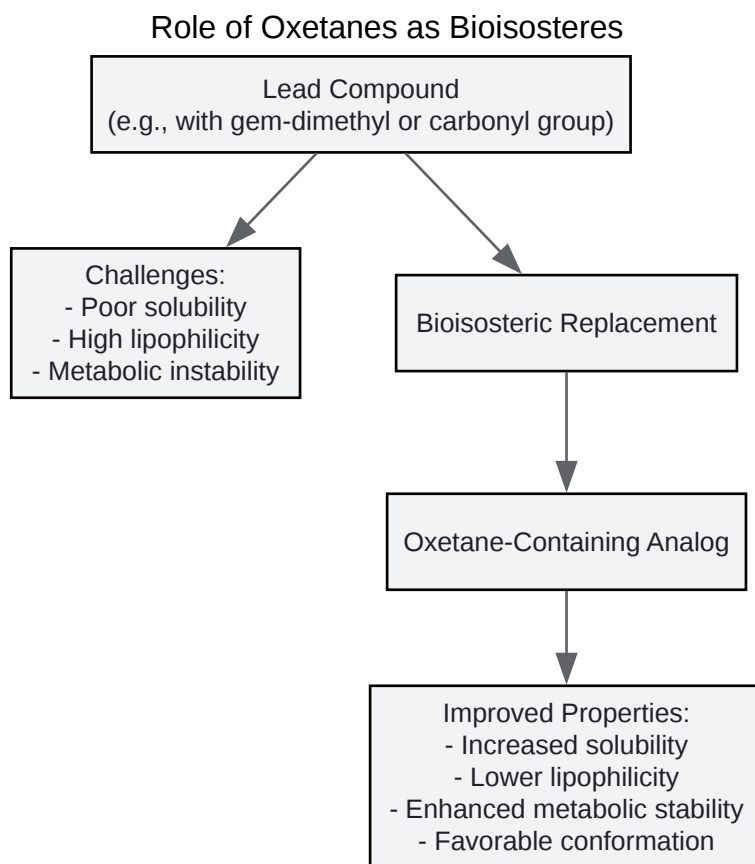 Role of Oxetanes as Bioisosteres
Lead Compound
(e.g., with gem-dimethyl or carbonyl group)
Challenges:
- Poor solubility
- High lipophilicity
- Metabolic instability
Bioisosteric Replacement
Oxetane-Containing Analog
Improved Properties:
- Increased solubility
- Lower lipophilicity
- Enhanced metabolic stability
- Favorable conformation